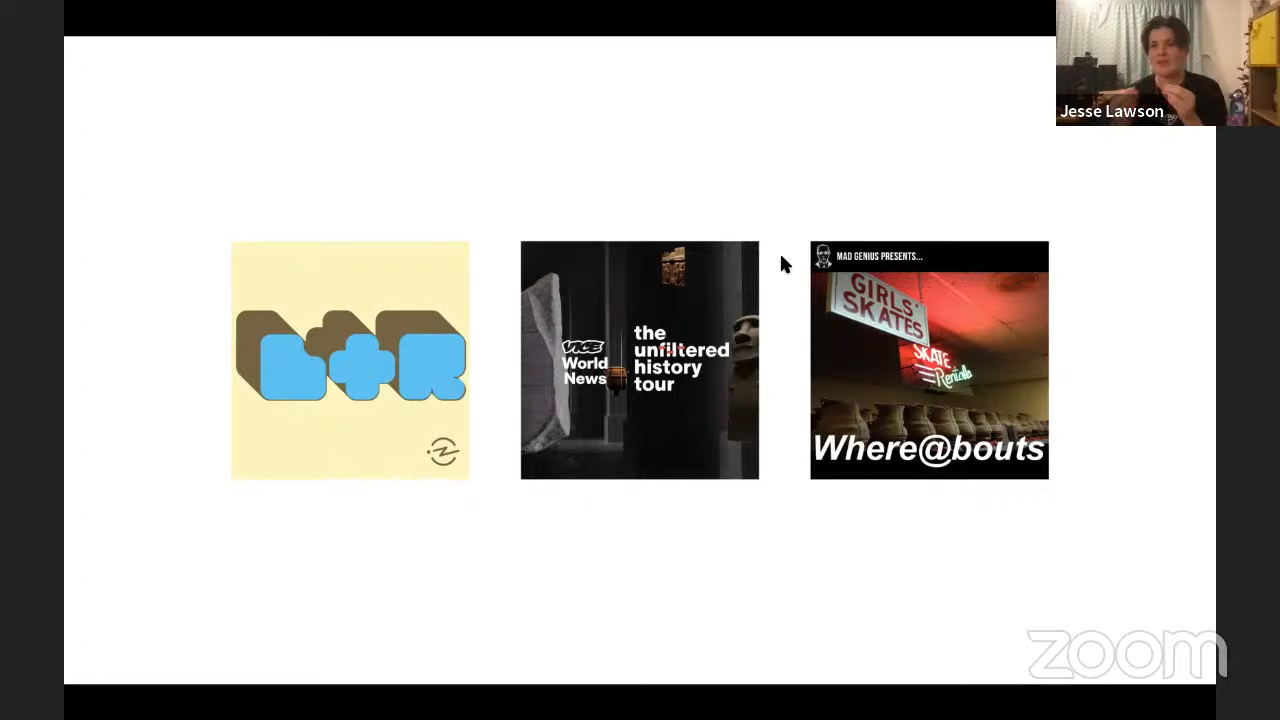 Jesse Lawson
VICE
World
News
the
unfiltered
history
tour
MAD GENIUS PRESENTS...
GIRLS'
SKATES
SKATE
Rentals
Where@bouts
zoom